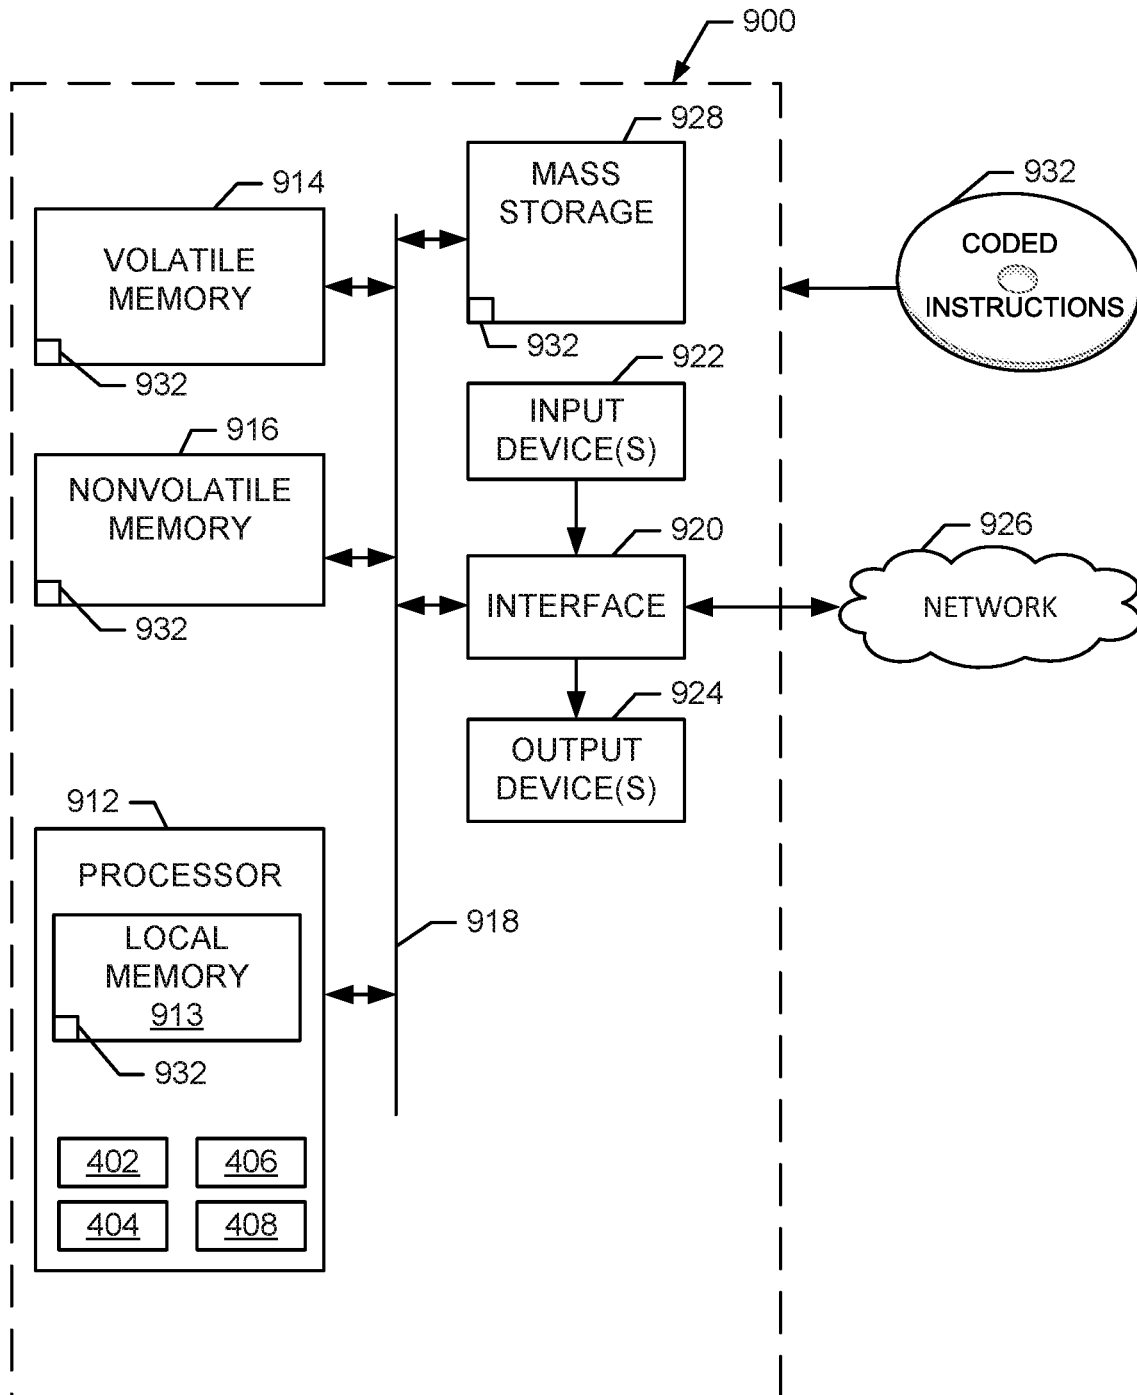 900
928
MASS
STORAGE
932
914
VOLATILE
MEMORY
932
932
CODED
INSTRUCTIONS
922
INPUT
DEVICE(S)
916
NONVOLATILE
MEMORY
932
920
INTERFACE
926
NETWORK
924
OUTPUT
DEVICE(S)
912
PROCESSOR
LOCAL
MEMORY
913
932
918
402
406
404
408